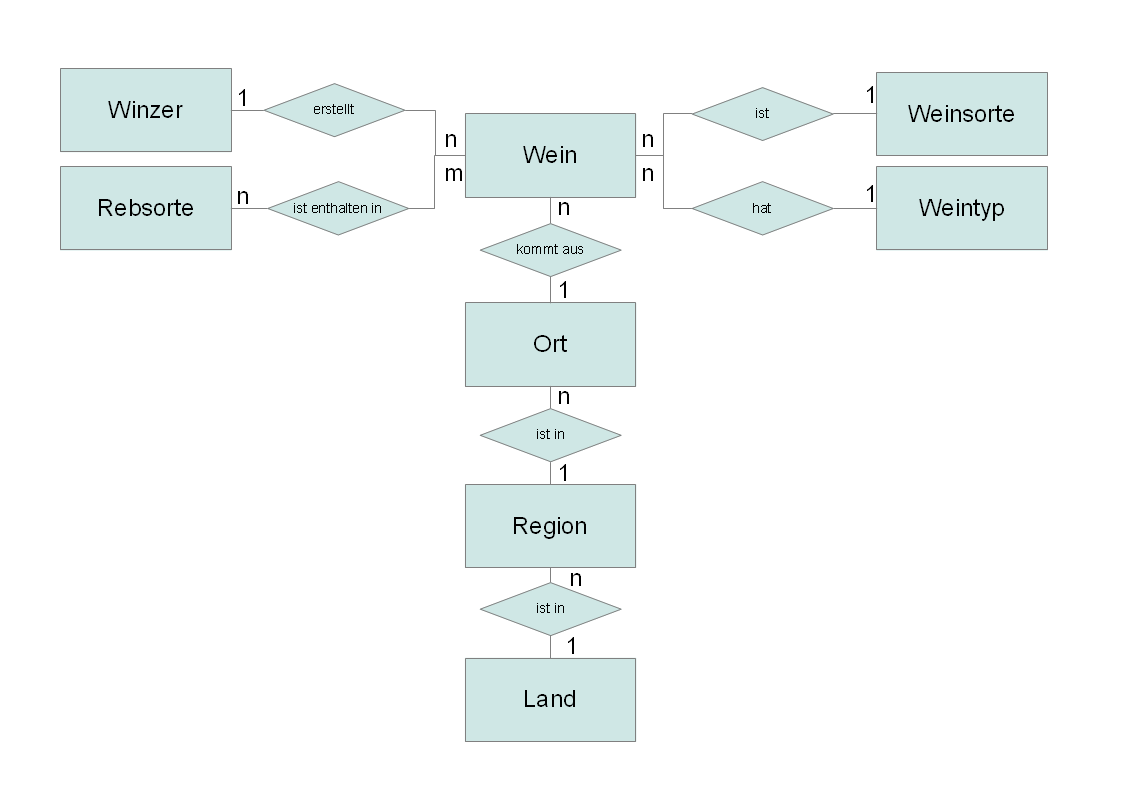 Winzer
1
erstellt
n
Wein
n
ist
1
Weinsorte
Rebsorte
n
ist enthalten in
m
n
hat
1
Weintyp
n
kommt aus
1
Ort
n
ist in
1
Region
n
ist in
1
Land